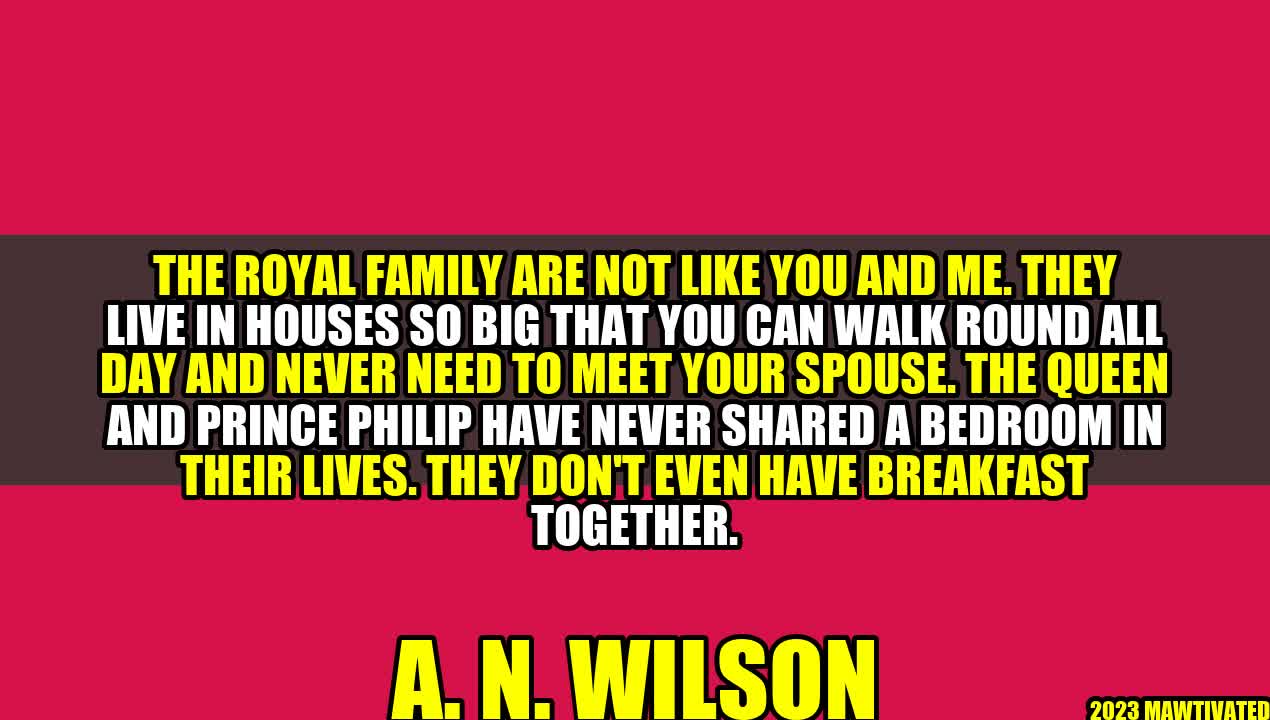 THE ROYAL FAMILY ARE NOT LIKE YOU AND ME. THEY
LIVE IN HOUSES SO BIG THAT YOU CAN WALK ROUND ALL
DAY AND NEVER NEED TO MEET YOUR SPOUSE. THE QUEEN
AND PRINCE PHILIP HAVE NEVER SHARED A BEDROOM IN
THEIR LIVES. THEY DON'T EVEN HAVE BREAKFAST
TOGETHER.
A. N. WILSON
2023 MAWTIVATED